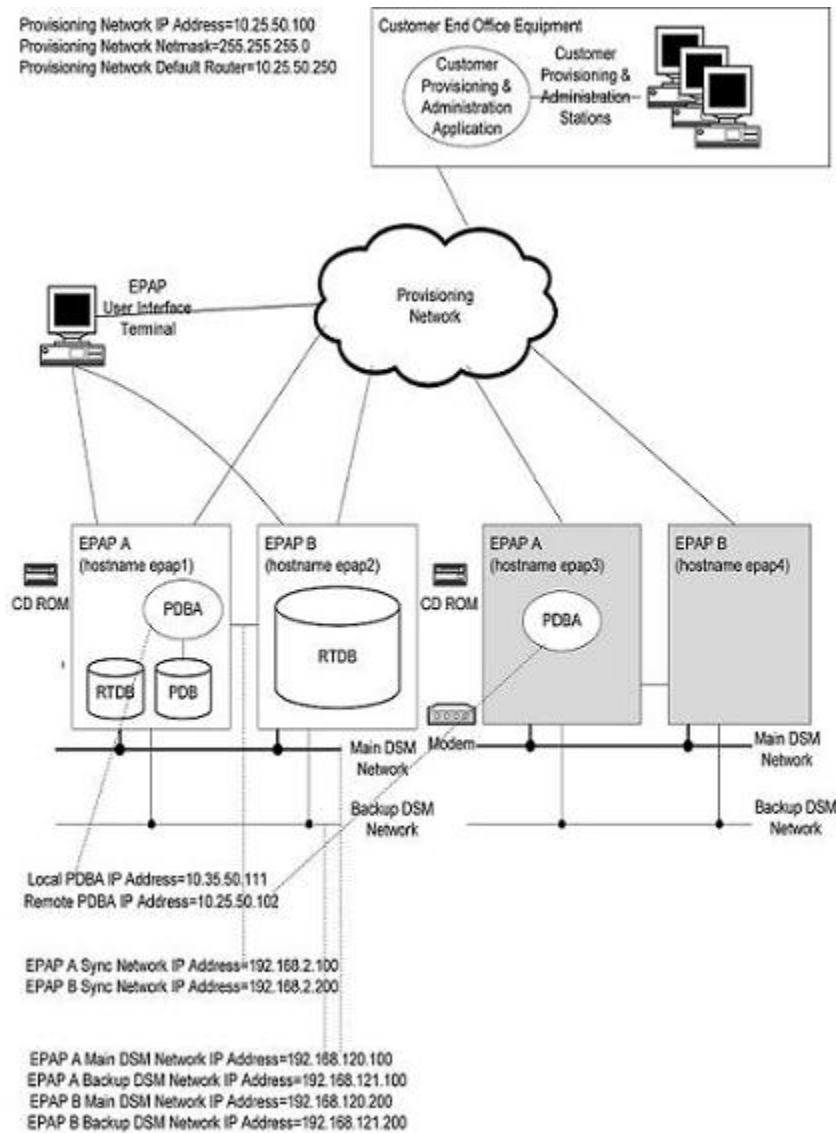 Provisioning Network IP Address=10.25.50.100
Provisioning Network Netmask=255.255.255.0
Provisioning Network Default Router=10.25.50.250
Customer End Office Equipment
Customer
Provisioning &
Administration
Application
Customer
Provisioning &
Administration
Stations
EPAP
User Interface
Terminal
Provisioning
Network
EPAP A
(hostname epap1)
PDBA
RTDB
PDB
CD ROM
EPAP B
(hostname epap2)
RTDB
CD ROM
EPAP A
(hostname epap3)
PDBA
EPAP B
(hostname epap4)
Main DSM
Network
Modem
Main DSM
Network
Backup DSM
Network
Backup DSM
Network
Local PDBA IP Address=10.35.50.111
Remote PDBA IP Address=10.25.50.102
EPAP A Sync Network IP Address=192.168.2.100
EPAP B Sync Network IP Address=192.168.2.200
EPAP A Main DSM Network IP Address=192.168.120.100
EPAP A Backup DSM Network IP Address=192.168.121.100
EPAP B Main DSM Network IP Address=192.168.120.200
EPAP B Backup DSM Network IP Address=192.168.121.200